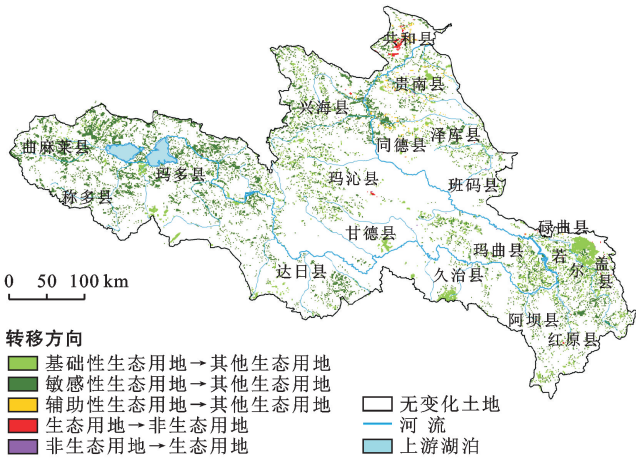 共和县
贵南县
兴海县
泽库县
同德县
曲麻莱县
玛多县
玛沁县
班码县
称多县
碌曲县
甘德县
玛曲县
若尔盖县
达日县
久治县
阿坝县
红原县
0 50 100 km
转移方向
基础性生态用地→其他生态用地
敏感性生态用地→其他生态用地
辅助性生态用地→其他生态用地
生态用地→非生态用地
非生态用地→生态用地
无变化土地
河流
上游湖泊